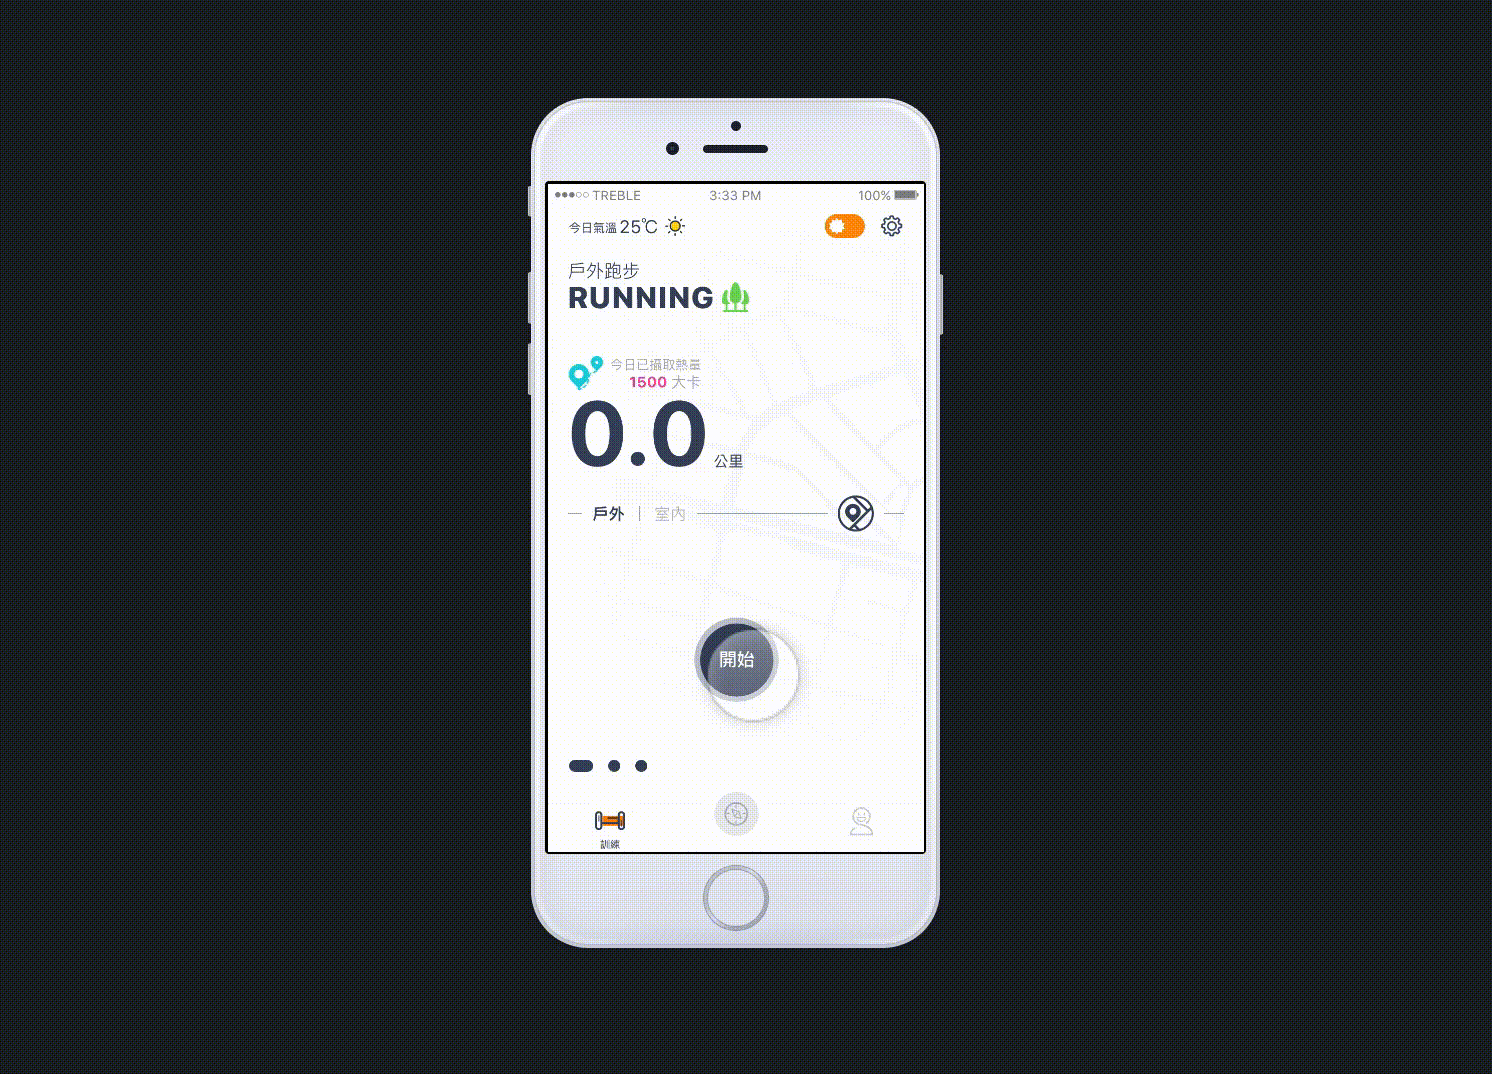 TREBLE 3:33 PM 100%
今日氣溫 25℃
戶外跑步
RUNNING
今日已攝取熱量
1500 大卡
0.0 公里
戶外 | 室內
開始
訓練